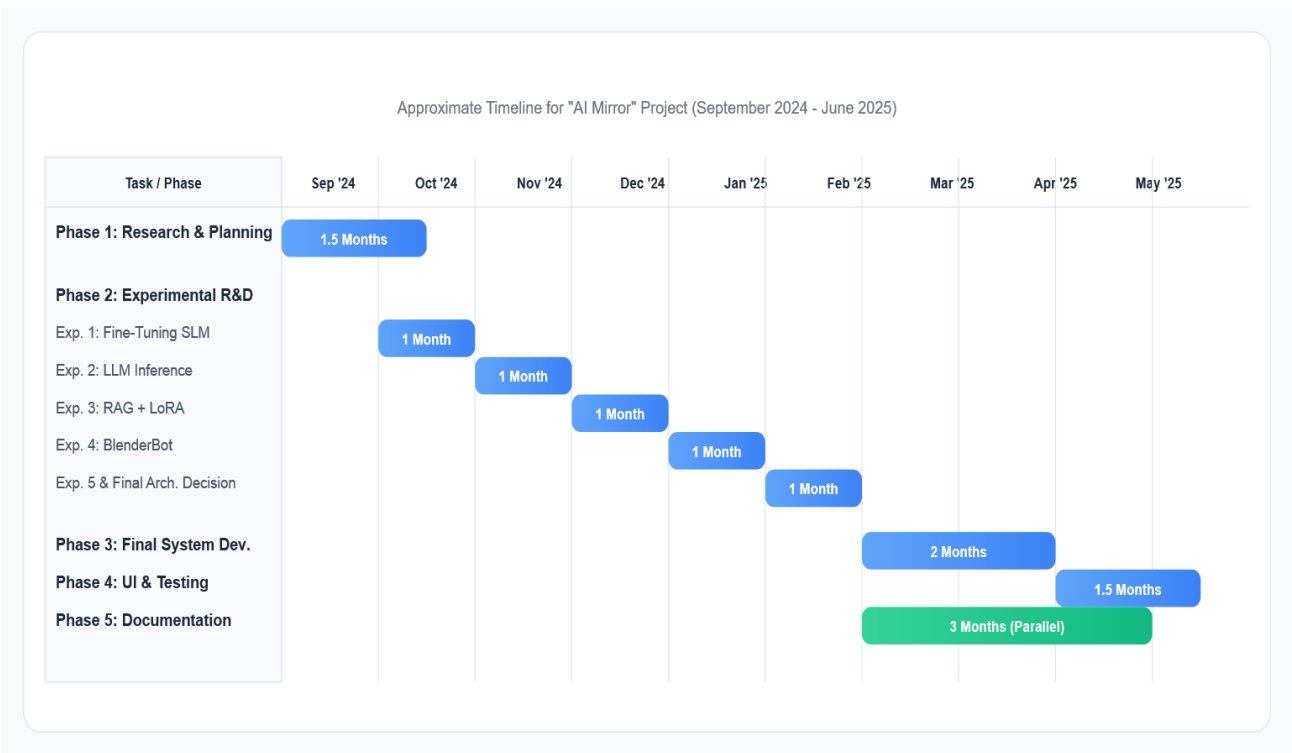 Approximate Timeline for "AI Mirror" Project (September 2024 - June 2025)
Task / Phase Sep '24 Oct '24 Nov '24 Dec '24 Jan '25 Feb '25 Mar '25 Apr '25 May '25
Phase 1: Research & Planning 1.5 Months
Phase 2: Experimental R&D
Exp. 1: Fine-Tuning SLM 1 Month
Exp. 2: LLM Inference 1 Month
Exp. 3: RAG + LoRA 1 Month
Exp. 4: BlenderBot 1 Month
Exp. 5 & Final Arch. Decision 1 Month
Phase 3: Final System Dev. 2 Months
Phase 4: UI & Testing 1.5 Months
Phase 5: Documentation 3 Months (Parallel)